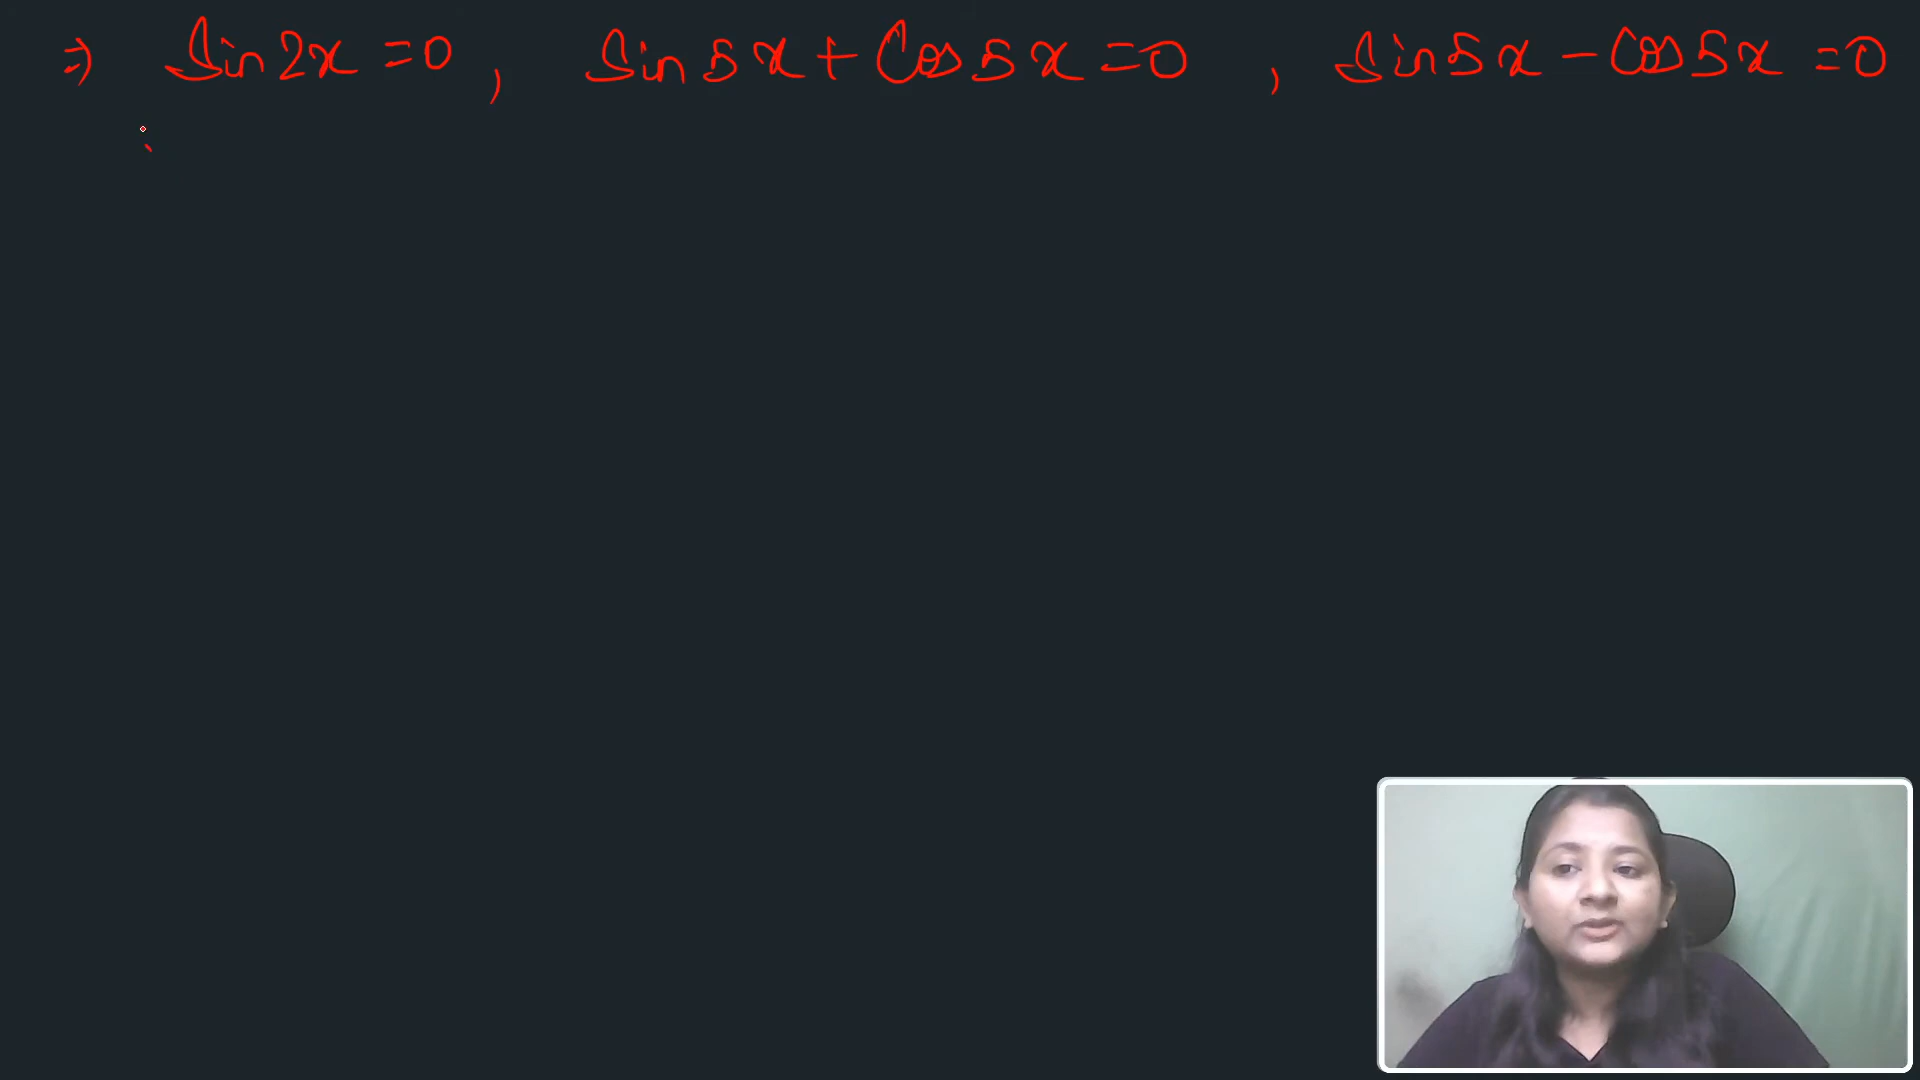 ⇒ Sin2x = 0, Sin5x + Cos5x = 0, Sin5x - Cos5x = 0